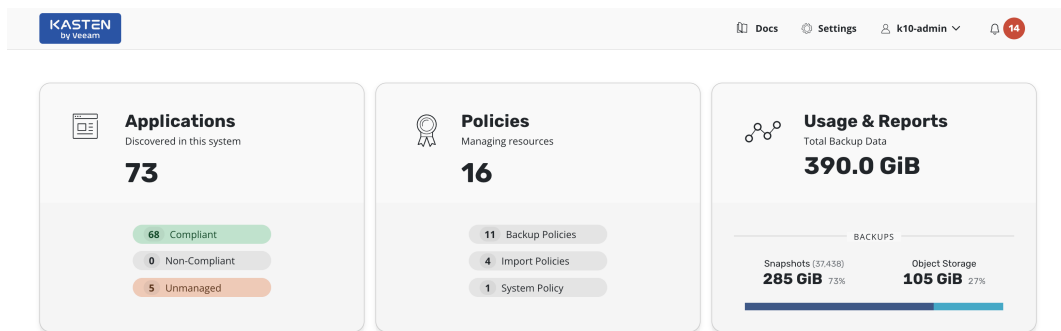 KASTEN
by Veeam
Docs
Settings
k10-admin
14
Applications
Discovered in this system
73
68 Compliant
0 Non-Compliant
5 Unmanaged
Policies
Managing resources
16
11 Backup Policies
4 Import Policies
1 System Policy
Usage & Reports
Total Backup Data
390.0 GiB
BACKUPS
Snapshots (37,438)
285 GiB 73%
Object Storage
105 GiB 27%